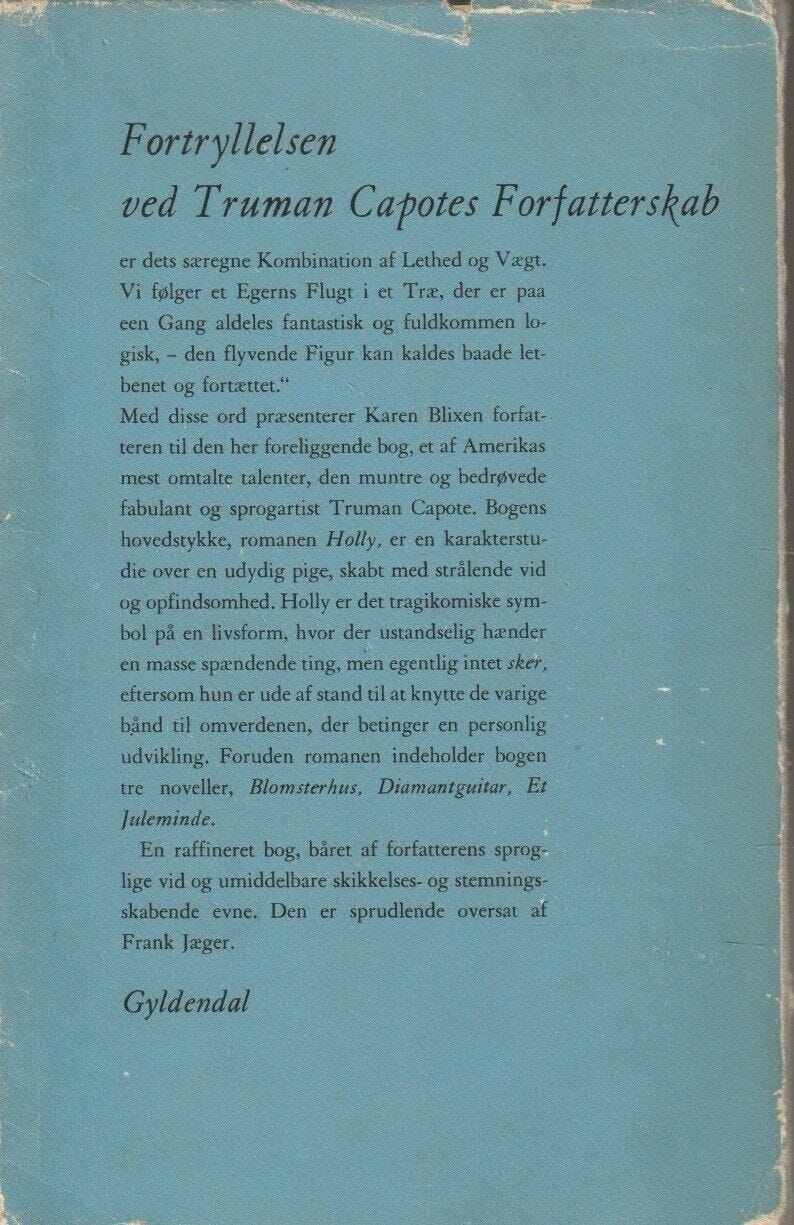 Fortryllelsen
ved Truman Capotes Forfatterskab
er dets særegne Kombination af Lethed og Vægt.
Vi følger et Egerns Flugt i et Træ, der er paa
een Gang aldeles fantastisk og fuldkommen lo-
gisk, – den flyvende Figur kan kaldes baade let-
benet og fortættet.“
Med disse ord præsenterer Karen Blixen forfat-
teren til den her foreliggende bog, et af Amerikas
mest omtalte talenter, den muntre og bedrøvede
fabulant og sprogartist Truman Capote. Bogens
hovedstykke, romanen Holly, er en karakterstu-
die over en udydig pige, skabt med strålende vid
og opfindsomhed. Holly er det tragikomiske sym-
bol på en livsform, hvor der ustandselig hænder
en masse spændende ting, men egentlig intet sker,
eftersom hun er ude af stand til at knytte de varige
bånd til omverdenen, der betinger en personlig
udvikling. Foruden romanen indeholder bogen
tre noveller, Blomsterhus, Diamantguitar, Et
Juleminde.
En raffineret bog, båret af forfatterens sprog-
lige vid og umiddelbare skikkelses- og stemnings-
skabende evne. Den er sprudlende oversat af
Frank Jæger.
Gyldendal